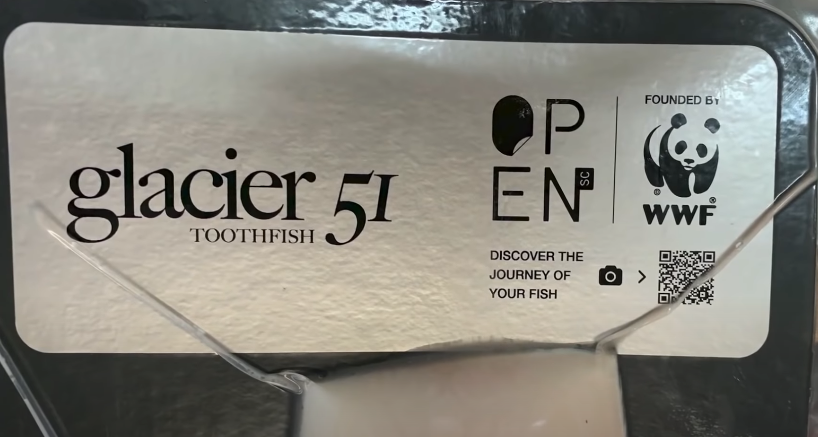 glacier 51
TOOTHFISH
OP
EN SC
FOUNDED BY
WWF
DISCOVER THE
JOURNEY OF
YOUR FISH